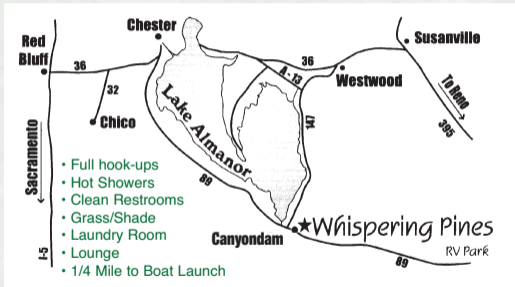 Chester
Red
Bluff
36
32
Chico
Sacramento
I-5
Lake Almanor
89
A-13
36
147
Westwood
Susanville
To Reno
395
• Full hook-ups
• Hot Showers
• Clean Restrooms
• Grass/Shade
• Laundry Room
• Lounge
• 1/4 Mile to Boat Launch
Canyondam
Whispering Pines
RV Park
89